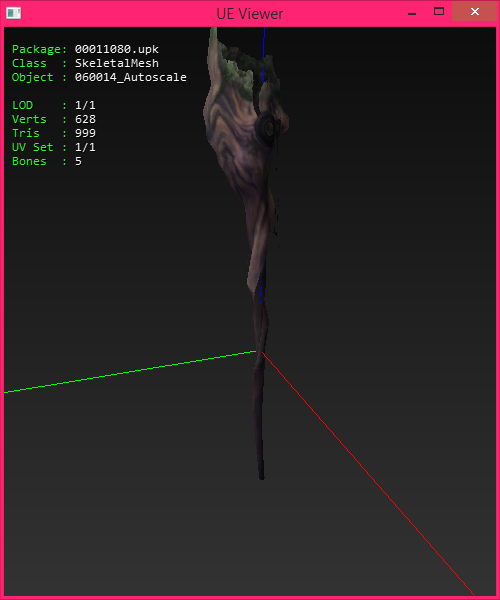 UE Viewer
Package: 00011080.upk
Class  : SkeletalMesh
Object : 060014_Autoscale
LOD    : 1/1
Verts  : 628
Tris   : 999
UV Set : 1/1
Bones  : 5